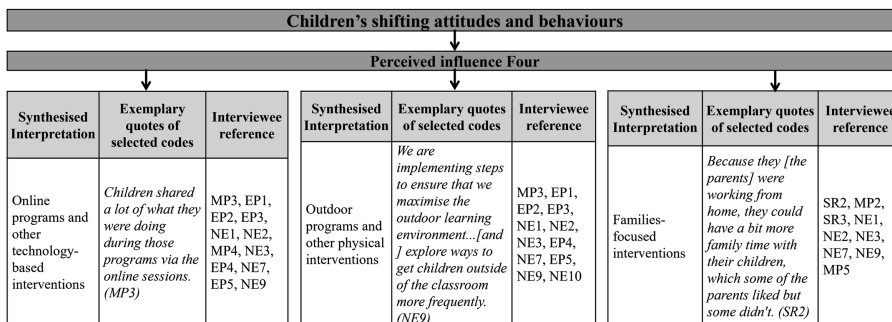 Children's shifting attitudes and behaviours
Perceived influence Four
Synthesised
Interpretation
Exemplary
quotes of
selected codes
Interviewee
reference
Online
programs and
other
technology-
based
interventions
Children shared
a lot of what they
were doing
during those
programs via the
online sessions.
(MP3)
MP3, EP1,
EP2, EP3,
NE1, NE2,
MP4, NE3,
EP4, NE7,
EP5, NE9
Synthesised
Interpretation
Exemplary quotes
of selected codes
Interviewee
reference
Outdoor
programs and
other physical
interventions
We are
implementing steps
to ensure that we
maximise the
outdoor learning
environment...[and
] explore ways to
get children outside
of the classroom
more frequently.
(NE9)
MP3, EP1,
EP2, EP3,
NE1, NE2,
NE3, EP4,
NE7, EP5,
NE9, NE10
Synthesised
Interpretation
Exemplary quotes
of selected codes
Interviewee
reference
Families-
focused
interventions
Because they [the
parents] were
working from
home, they could
have a bit more
family time with
their children,
which some of the
parents liked but
some didn't. (SR2)
SR2, MP2,
SR3, NE1,
NE2, NE3,
NE7, NE9,
MP5